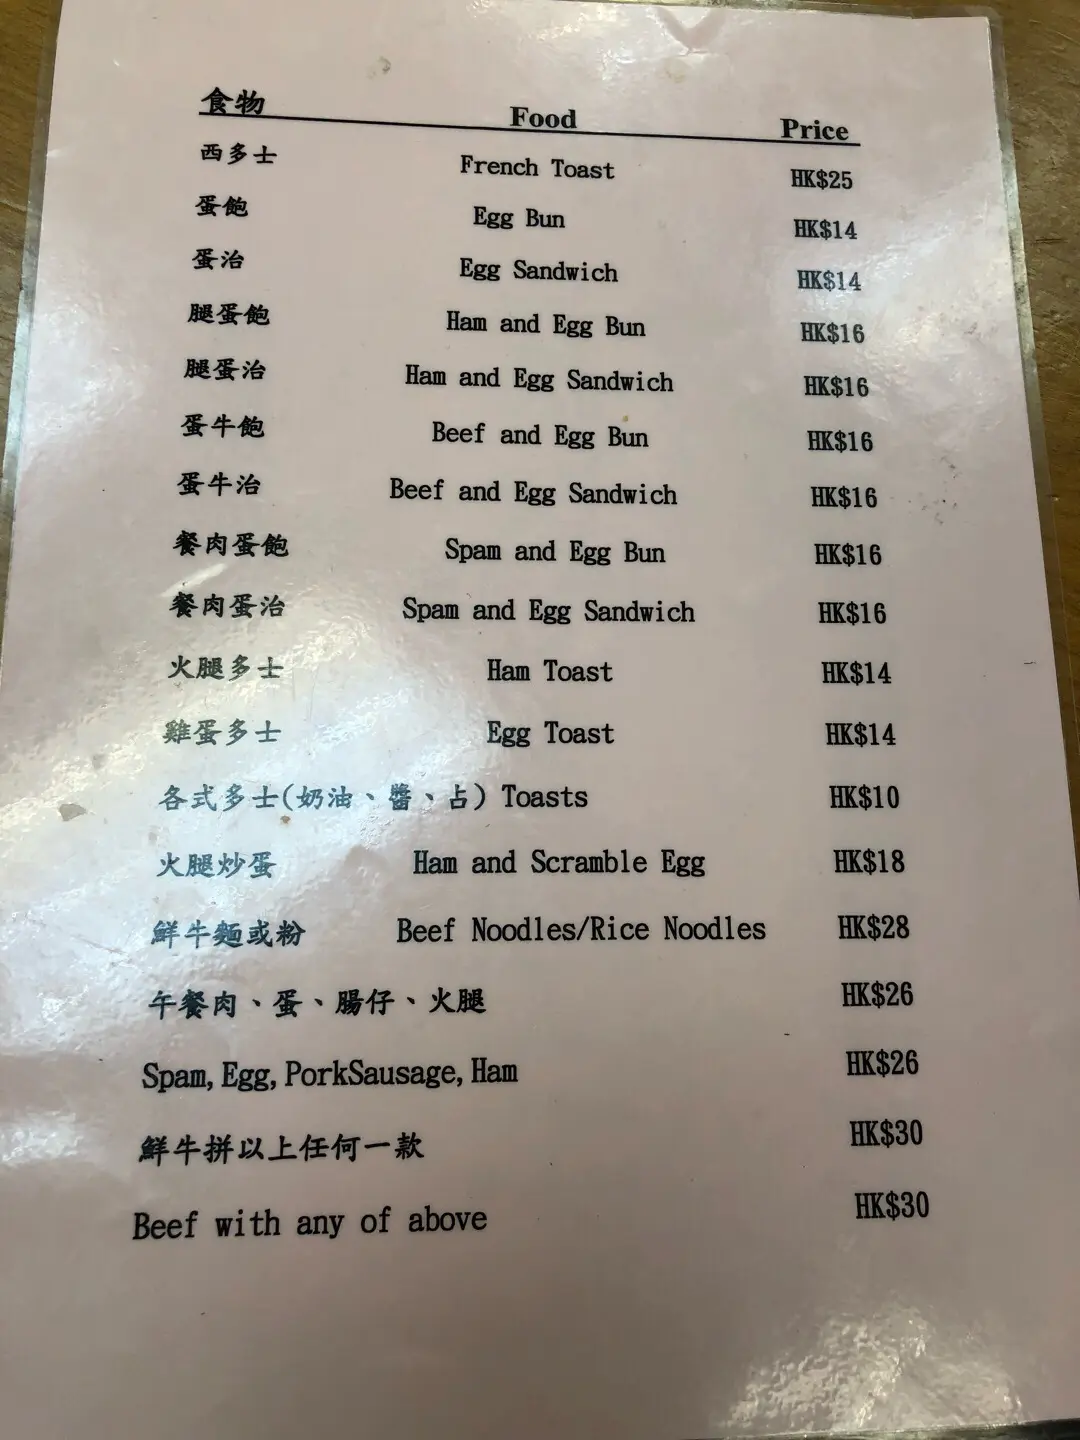 食物 Food Price
西多士 French Toast HK$25
蛋飽 Egg Bun HK$14
蛋治 Egg Sandwich HK$14
腿蛋飽 Ham and Egg Bun HK$16
腿蛋治 Ham and Egg Sandwich HK$16
蛋牛飽 Beef and Egg Bun HK$16
蛋牛治 Beef and Egg Sandwich HK$16
餐肉蛋飽 Spam and Egg Bun HK$16
餐肉蛋治 Spam and Egg Sandwich HK$16
火腿多士 Ham Toast HK$14
雞蛋多士 Egg Toast HK$14
各式多士(奶油、醬、占) Toasts HK$10
火腿炒蛋 Ham and Scramble Egg HK$18
鮮牛麵或粉 Beef Noodles/Rice Noodles HK$28
午餐肉、蛋、腸仔、火腿 HK$26
Spam, Egg, PorkSausage, Ham HK$26
鮮牛拼以上任何一款 HK$30
Beef with any of above HK$30